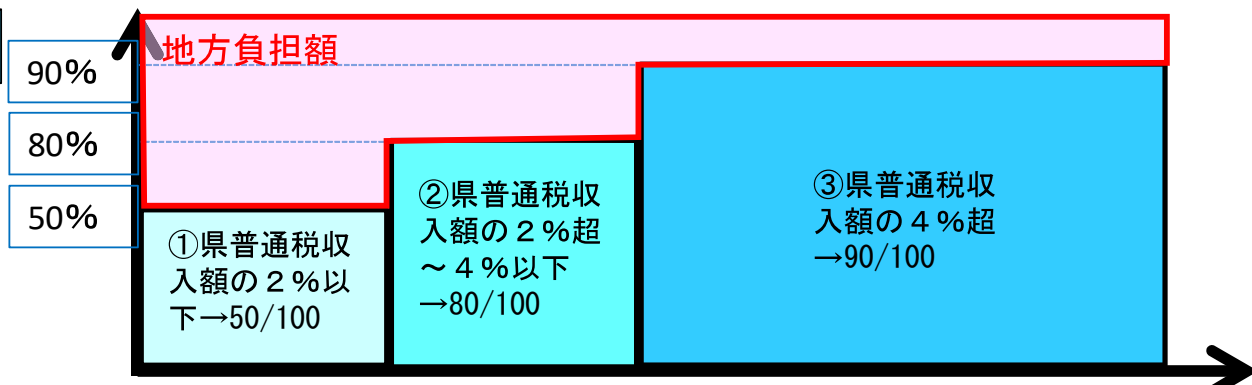 地方負担額
90%
80%
50%
①県普通税収
入額の２%以
下→50/100
②県普通税収
入額の２%超
～４%以下
→80/100
③県普通税収
入額の４%超
→90/100